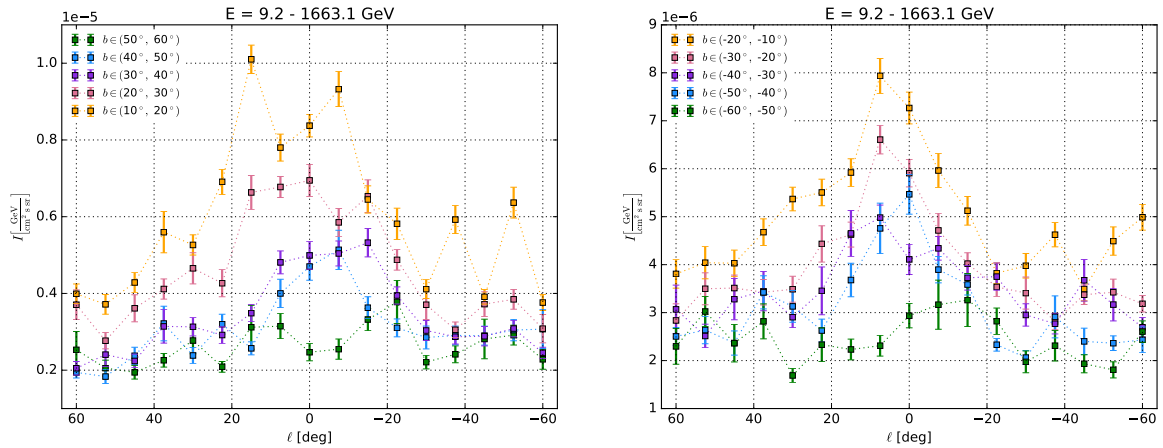 E = 9.2 - 1663.1 GeV
1e−5
b∈(50°, 60°)
b∈(40°, 50°)
b∈(30°, 40°)
b∈(20°, 30°)
b∈(10°, 20°)
1.0
0.8
0.6
0.4
0.2
I[GeV/cm² s sr]
60
40
20
0
−20
−40
−60
ℓ [deg]
E = 9.2 - 1663.1 GeV
1e−6
b∈(-20°, -10°)
b∈(-30°, -20°)
b∈(-40°, -30°)
b∈(-50°, -40°)
b∈(-60°, -50°)
9
8
7
6
5
4
3
2
1
I[GeV/cm² s sr]
60
40
20
0
−20
−40
−60
ℓ [deg]